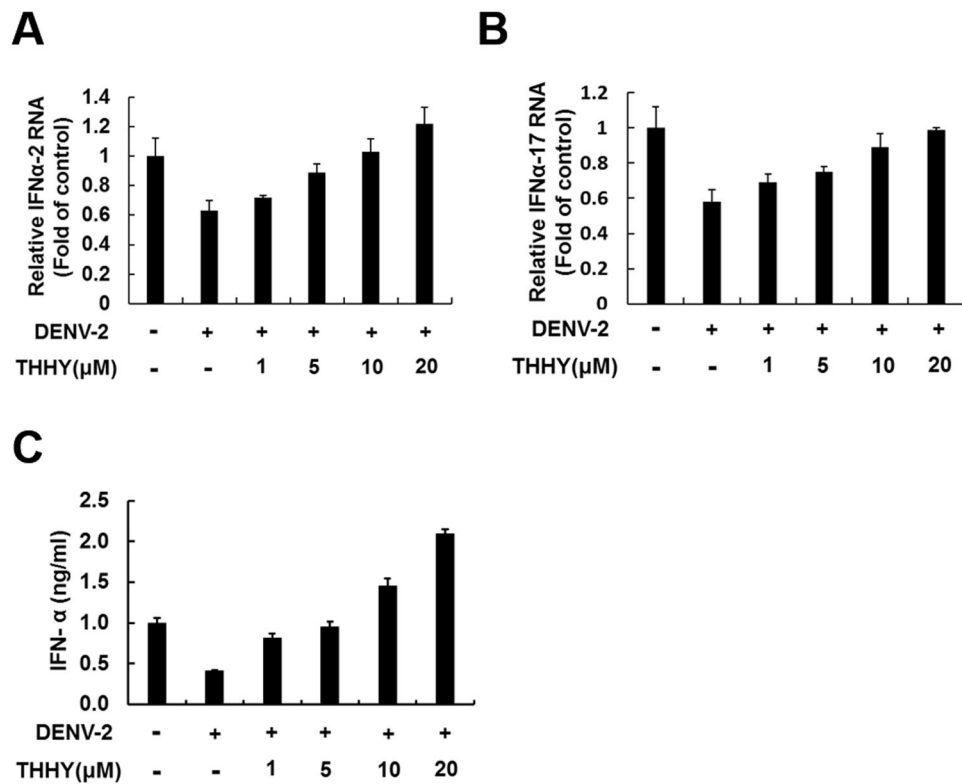 A
Relative IFNα-2 RNA
(Fold of control)
1.4
1.2
1
0.8
0.6
0.4
0.2
0
DENV-2 - + + + + +
THHY(µM) - - 1 5 10 20
B
Relative IFNα-17 RNA
(Fold of control)
1.2
1
0.8
0.6
0.4
0.2
0
DENV-2 - + + + + +
THHY(µM) - - 1 5 10 20
C
IFN- α (ng/ml)
2.5
2.0
1.5
1.0
0.5
0.0
DENV-2 - + + + + +
THHY(µM) - - 1 5 10 20